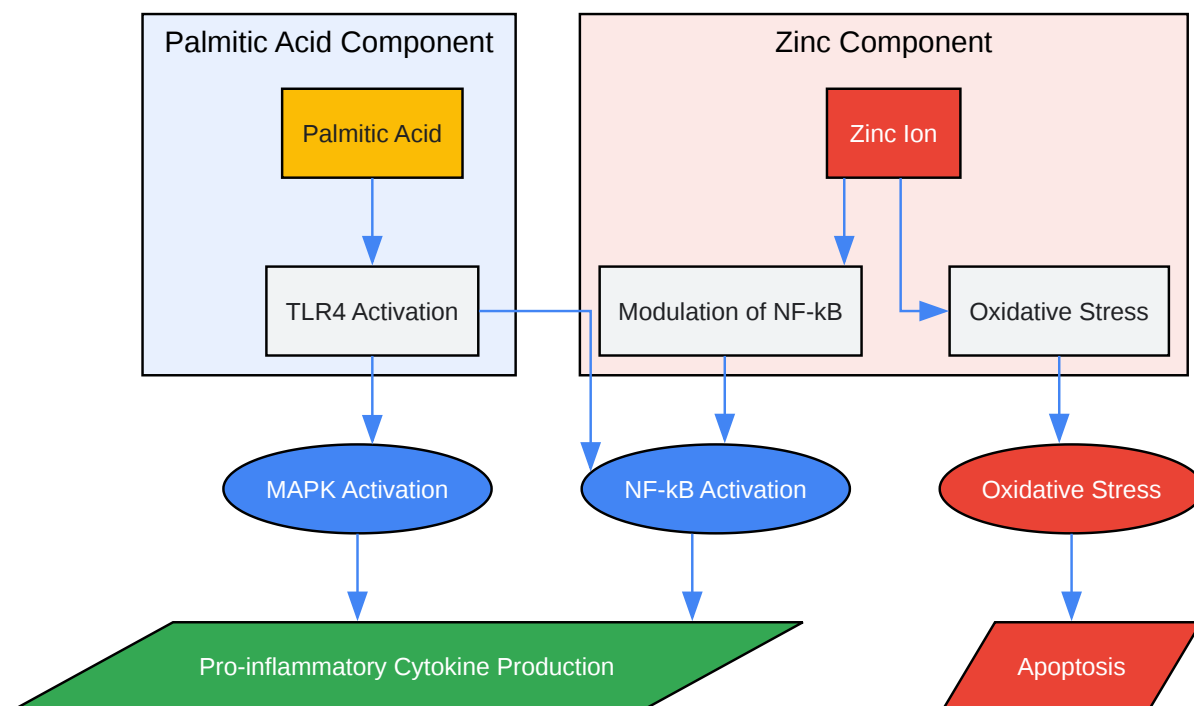 Palmitic Acid Component
Zinc Component
Palmitic Acid
Zinc Ion
TLR4 Activation
Modulation of NF-kB
Oxidative Stress
MAPK Activation
NF-kB Activation
Oxidative Stress
Pro-inflammatory Cytokine Production
Apoptosis